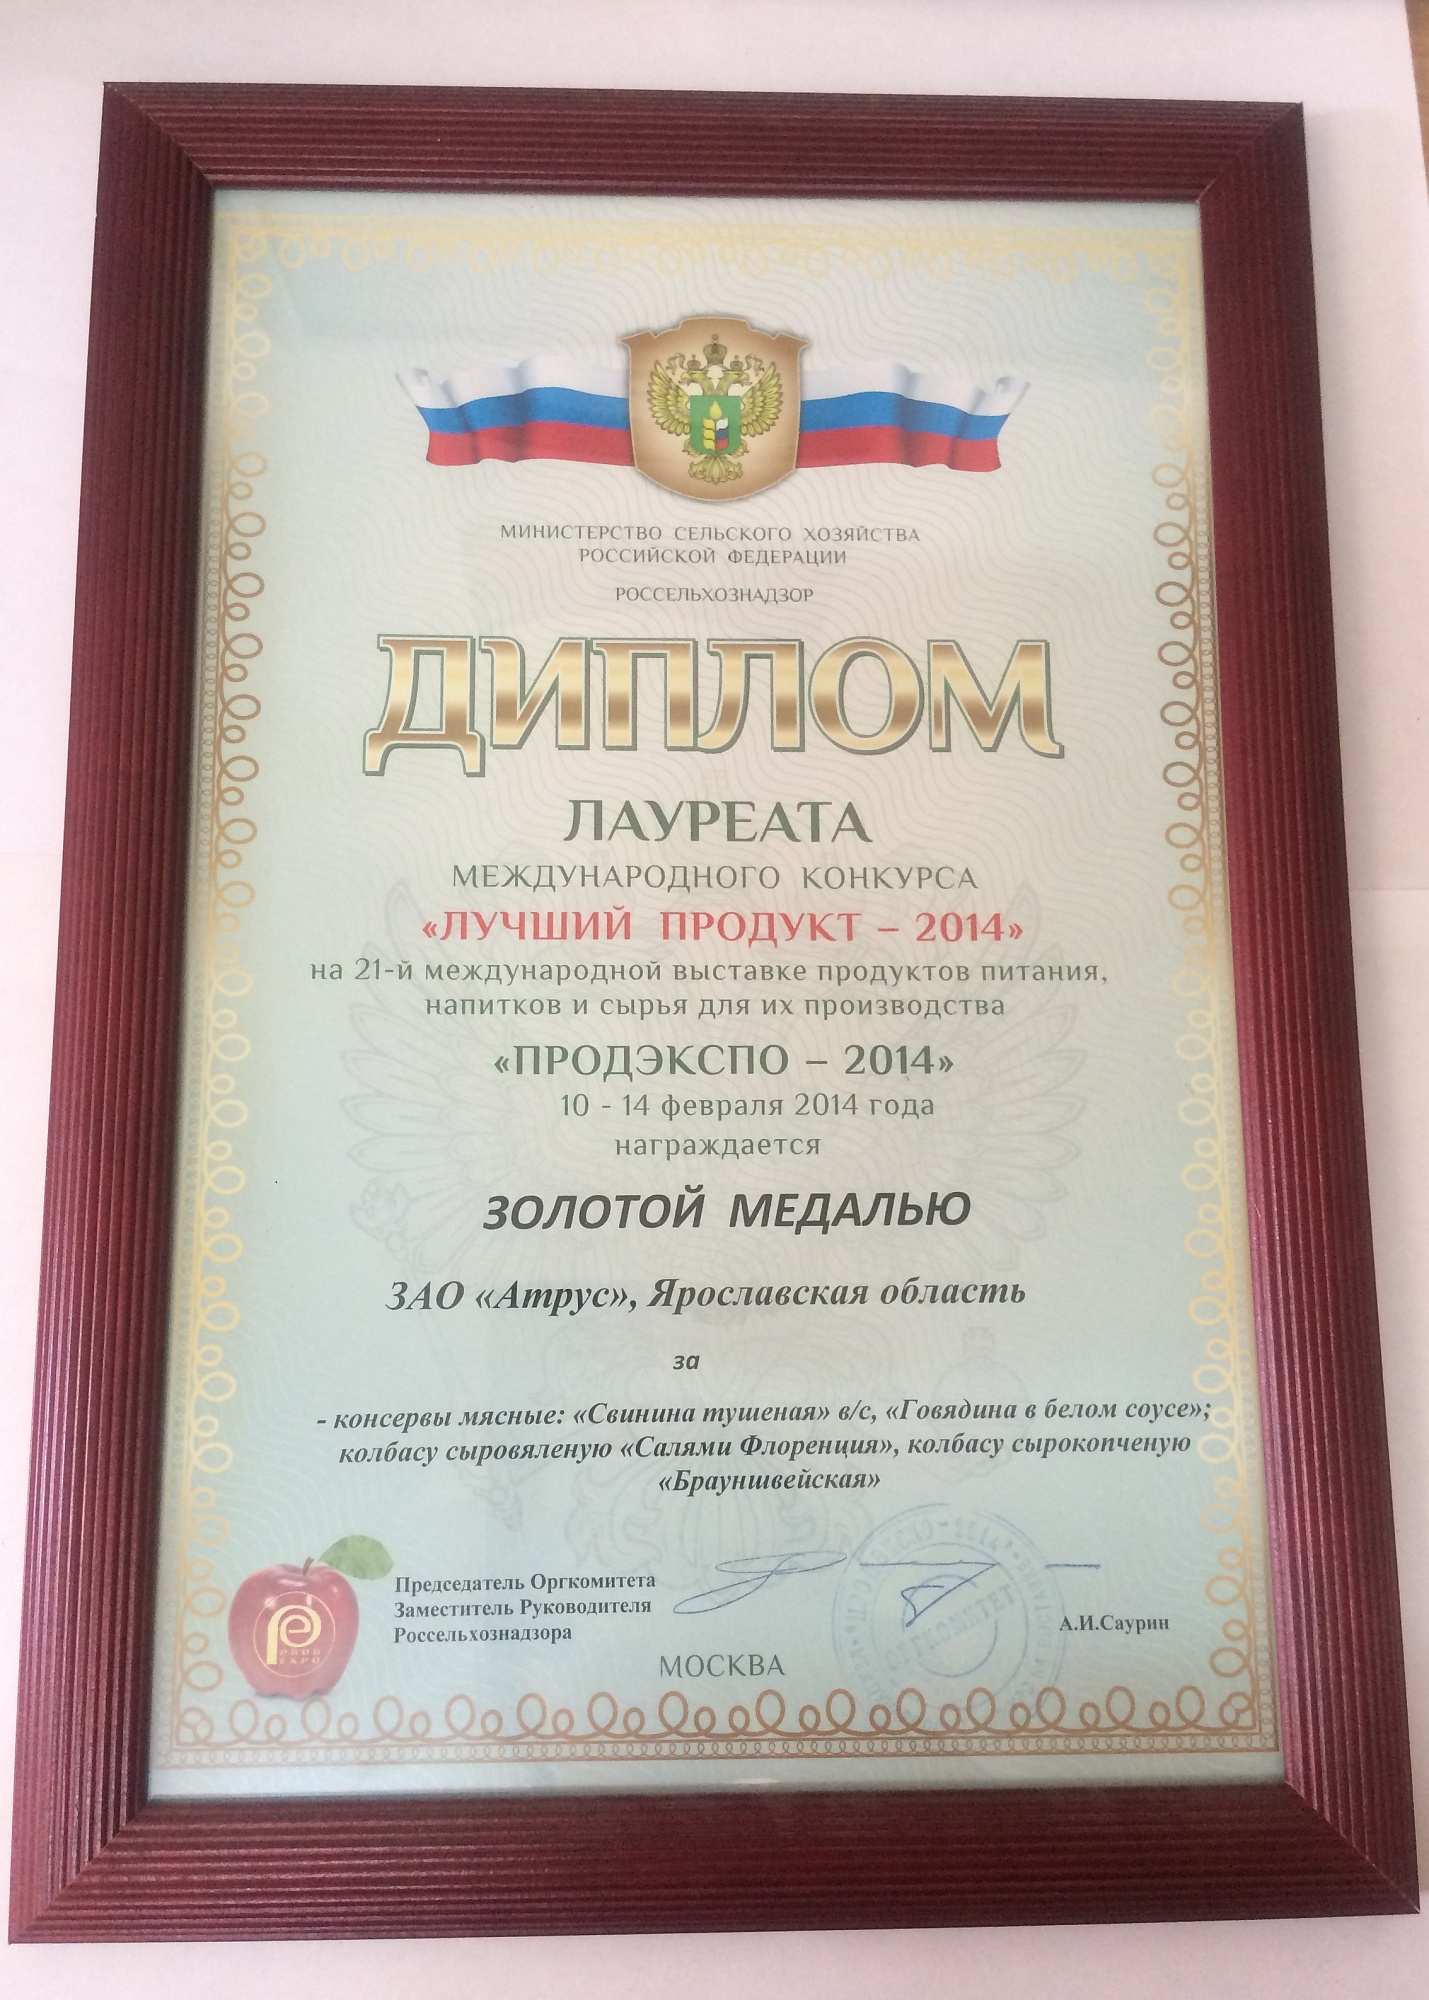 МИНИСТЕРСТВО СЕЛЬСКОГО ХОЗЯЙСТВА
РОССИЙСКОЙ ФЕДЕРАЦИИ
РОССЕЛЬХОЗНАДЗОР
ДИПЛОМ
ЛАУРЕАТА
МЕЖДУНАРОДНОГО КОНКУРСА
«ЛУЧШИЙ ПРОДУКТ – 2014»
на 21-й международной выставке продуктов питания,
напитков и сырья для их производства
«ПРОДЭКСПО – 2014»
10 - 14 февраля 2014 года
награждается
ЗОЛОТОЙ МЕДАЛЬЮ
ЗАО «Атрус», Ярославская область
за
- консервы мясные: «Свинина тушеная» в/с, «Говядина в белом соусе»;
колбасу сыровяленую «Салями Флоренция», колбасу сырокопченую
«Брауншвейская»
Председатель Оргкомитета
Заместитель Руководителя
Россельхознадзора
А.И.Саурин
PROD
EXPO
ОРГКОМИТЕТ
МОСКВА